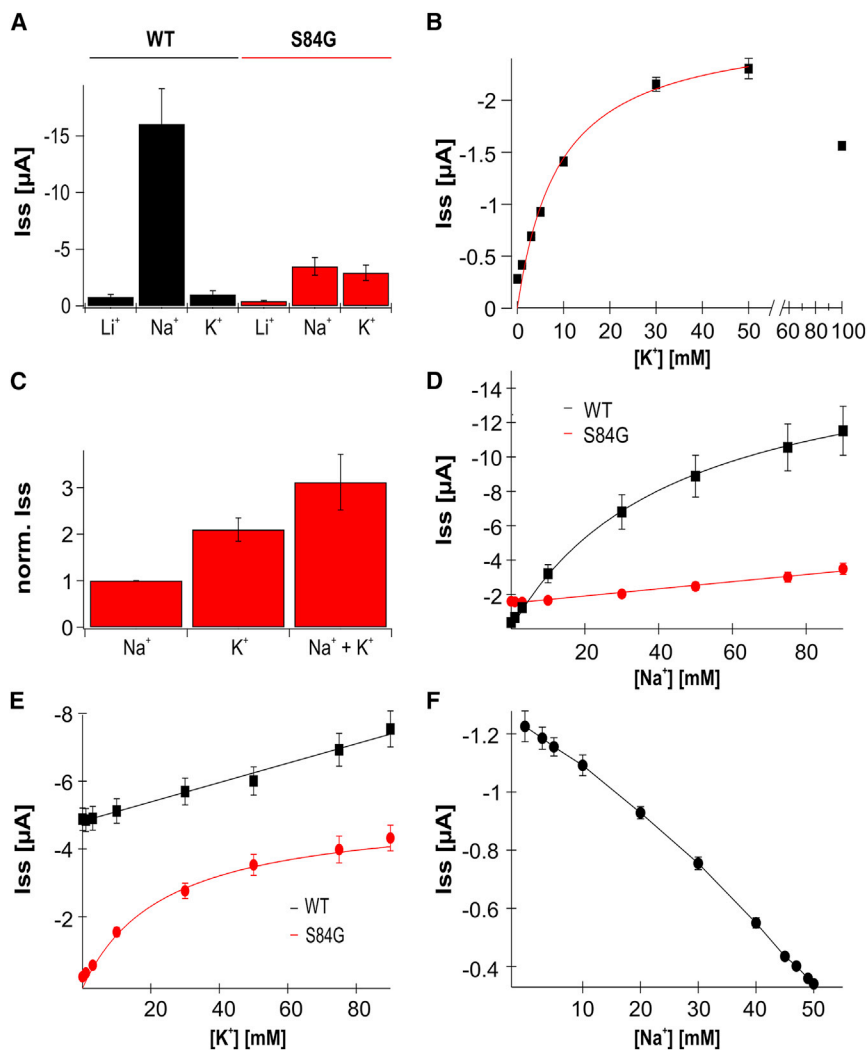 A
WT S84G
Iss [µA]
-15
-10
-5
0
Li⁺ Na⁺ K⁺ Li⁺ Na⁺ K⁺
B
Iss [µA]
-2
-1.5
-1
-0.5
0
0 10 20 30 40 50 60 80 100
[K⁺] [mM]
C
norm. Iss
3
2
1
0
Na⁺ K⁺ Na⁺ + K⁺
D
Iss [µA]
-14
-12
-10
-8
-6
-4
-2
WT
S84G
20 40 60 80
[Na⁺] [mM]
E
Iss [µA]
-8
-6
-4
-2
WT
S84G
20 40 60 80
[K⁺] [mM]
F
Iss [µA]
-1.2
-1
-0.8
-0.6
-0.4
10 20 30 40 50
[Na⁺] [mM]